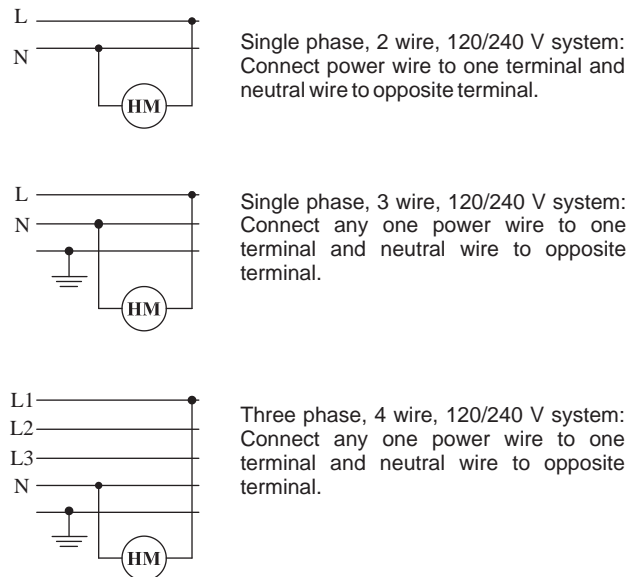 L
N
HM
Single phase, 2 wire, 120/240 V system:
Connect power wire to one terminal and
neutral wire to opposite terminal.
L
N
HM
Single phase, 3 wire, 120/240 V system:
Connect any one power wire to one
terminal and neutral wire to opposite
terminal.
L1
L2
L3
N
HM
Three phase, 4 wire, 120/240 V system:
Connect any one power wire to one
terminal and neutral wire to opposite
terminal.